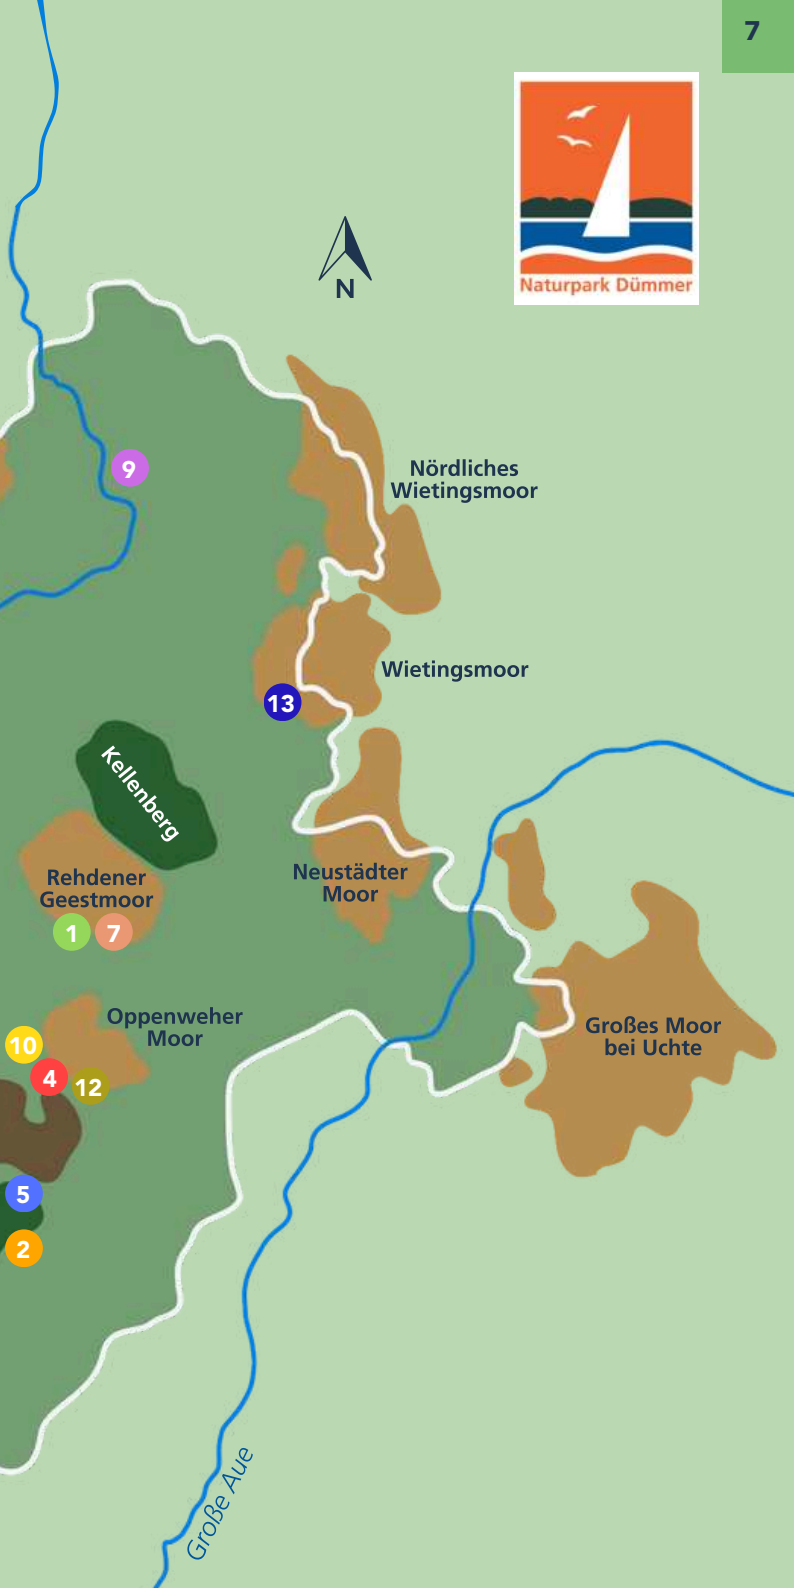 7
Naturpark Dümmer
N
9
Nördliches
Wietingsmoor
Wietingsmoor
13
Kellenberg
Rehdener
Geestmoor
1
7
Neustädter
Moor
Oppenweher
Moor
Großes Moor
bei Uchte
10
4
12
5
2
Große Aue